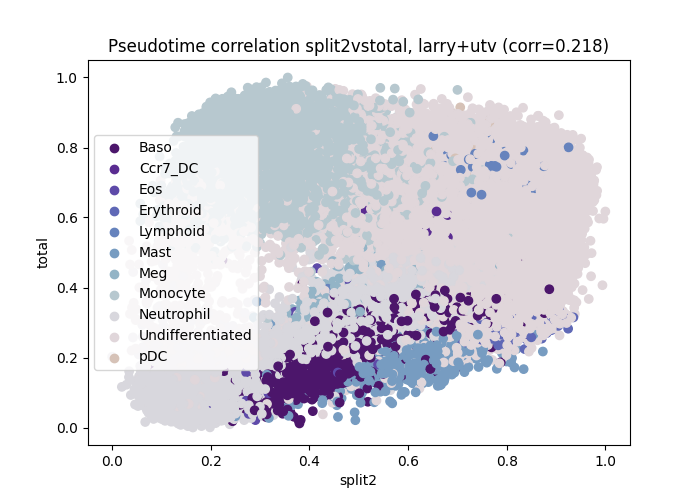 Pseudotime correlation split2vstotal, larry+utv (corr=0.218)
total
1.0
0.8
0.6
0.4
0.2
0.0
Baso
Ccr7_DC
Eos
Erythroid
Lymphoid
Mast
Meg
Monocyte
Neutrophil
Undifferentiated
pDC
0.0 0.2 0.4 0.6 0.8 1.0
split2